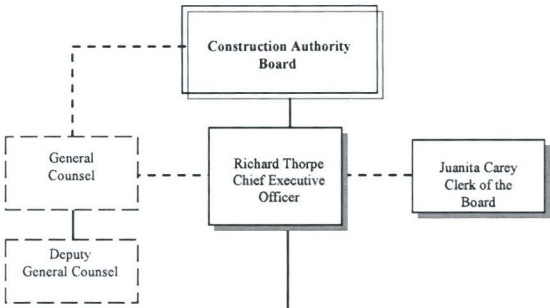 Construction Authority
Board
General
Counsel
Richard Thorpe
Chief Executive
Officer
Juanita Carey
Clerk of the
Board
Deputy
General Counsel